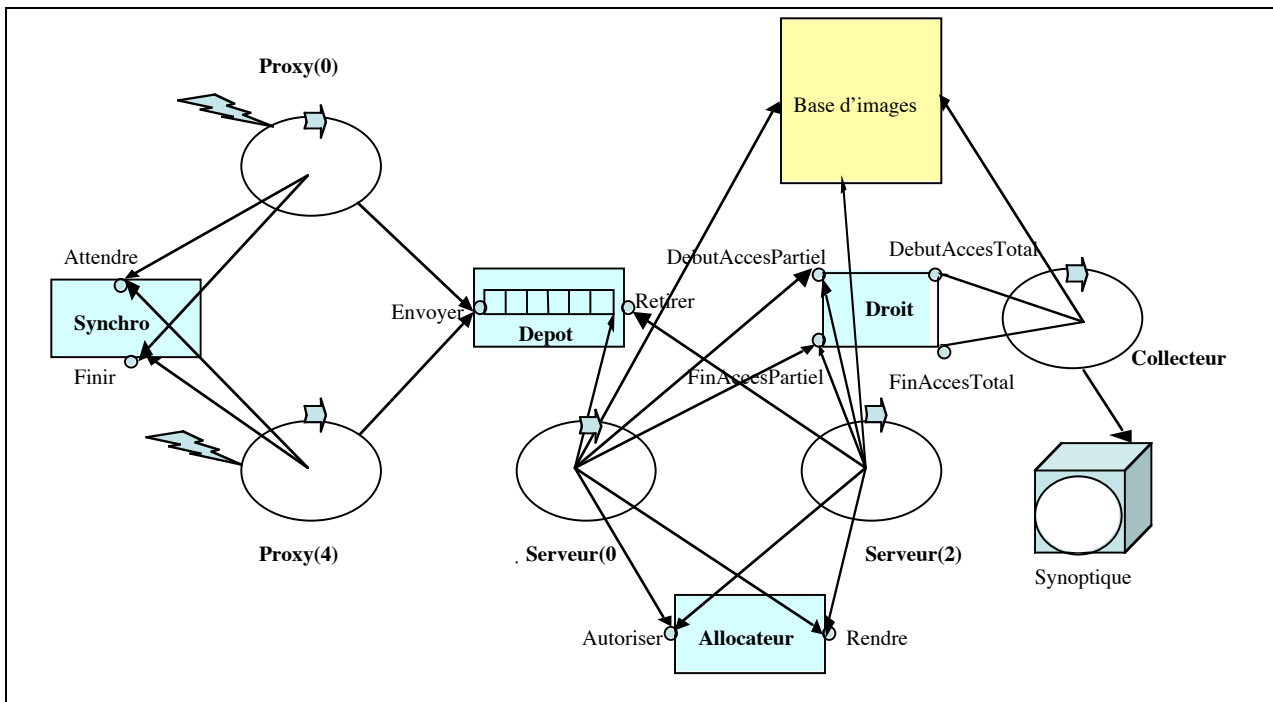 Proxy(0)
Base d'images
Attendre
DebutAccesPartiel
DebutAccesTotal
Envoyer
Retirer
Synchro
Depot
Droit
Collecteur
Finir
FinAccesPartiel
FinAccesTotal
Proxy(4)
. Serveur(0
Serveur(2)
Synoptique
Autoriser
Allocateur
Rendre